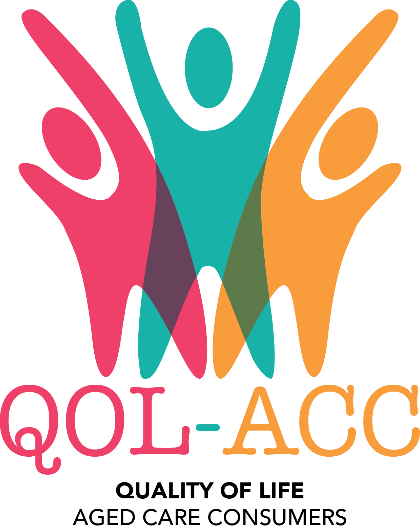 QOL-ACC
QUALITY OF LIFE
AGED CARE CONSUMERS